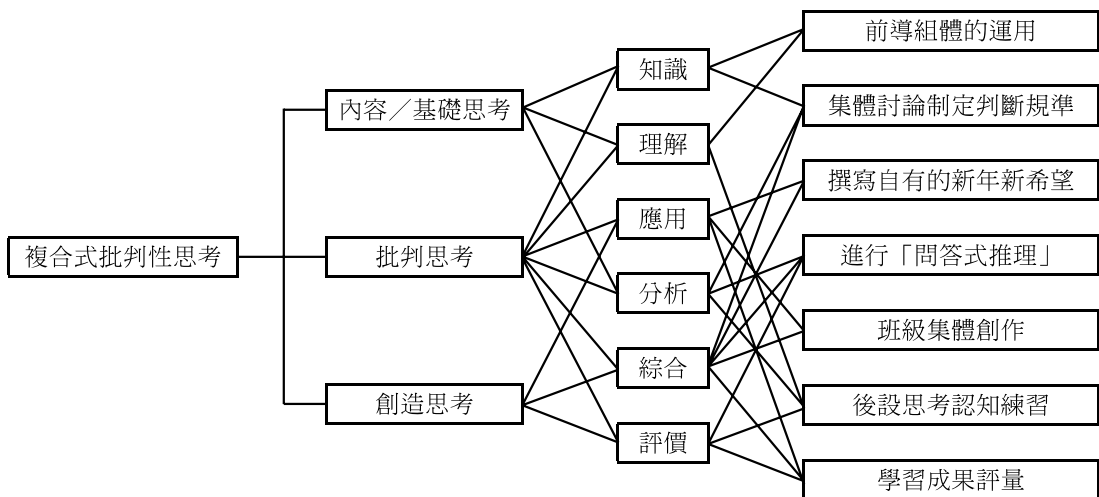 複合式批判性思考
內容／基礎思考
批判思考
創造思考
知識
理解
應用
分析
綜合
評價
前導組體的運用
集體討論制定判斷規準
撰寫自有的新年新希望
進行「問答式推理」
班級集體創作
後設思考認知練習
學習成果評量